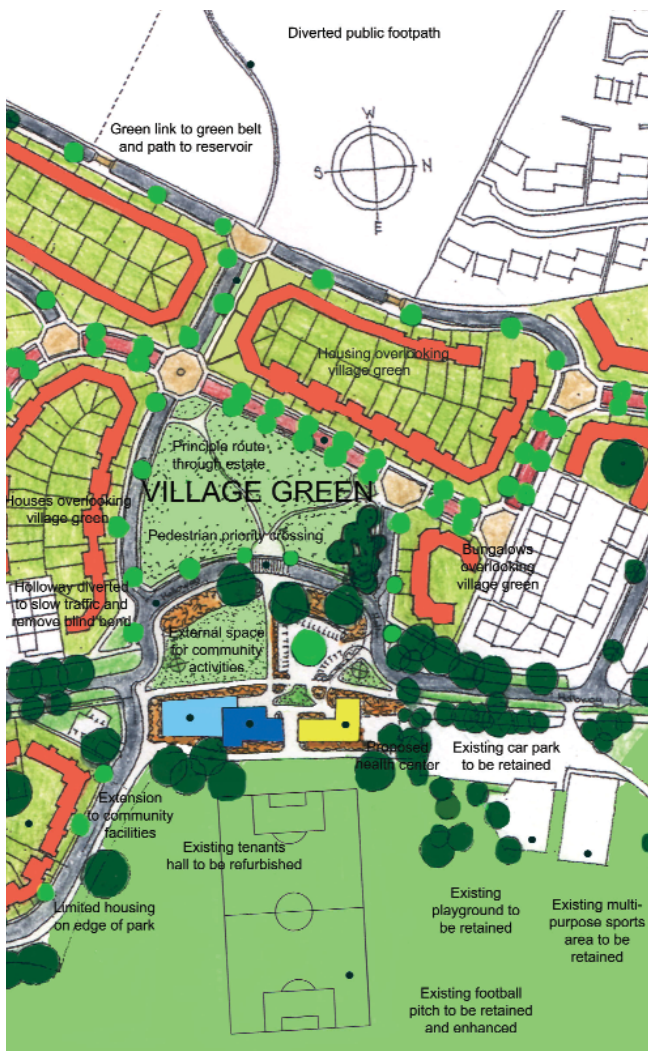 Diverted public footpath
Green link to green belt
and path to reservoir
W
S
N
E
Housing overlooking
village green
Principle route
through estate
VILLAGE GREEN
Houses overlooking
village green
Pedestrian priority crossing
Bungalows
overlooking
village green
Holloway diverted
to slow traffic and
remove blind bend
External space
for community
activities
Proposed
health center
Existing car park
to be retained
Extension
to community
facilities
Existing tenants
hall to be refurbished
Limited housing
on edge of park
Existing
playground to
be retained
Existing multi-
purpose sports
area to be
retained
Existing football
pitch to be retained
and enhanced